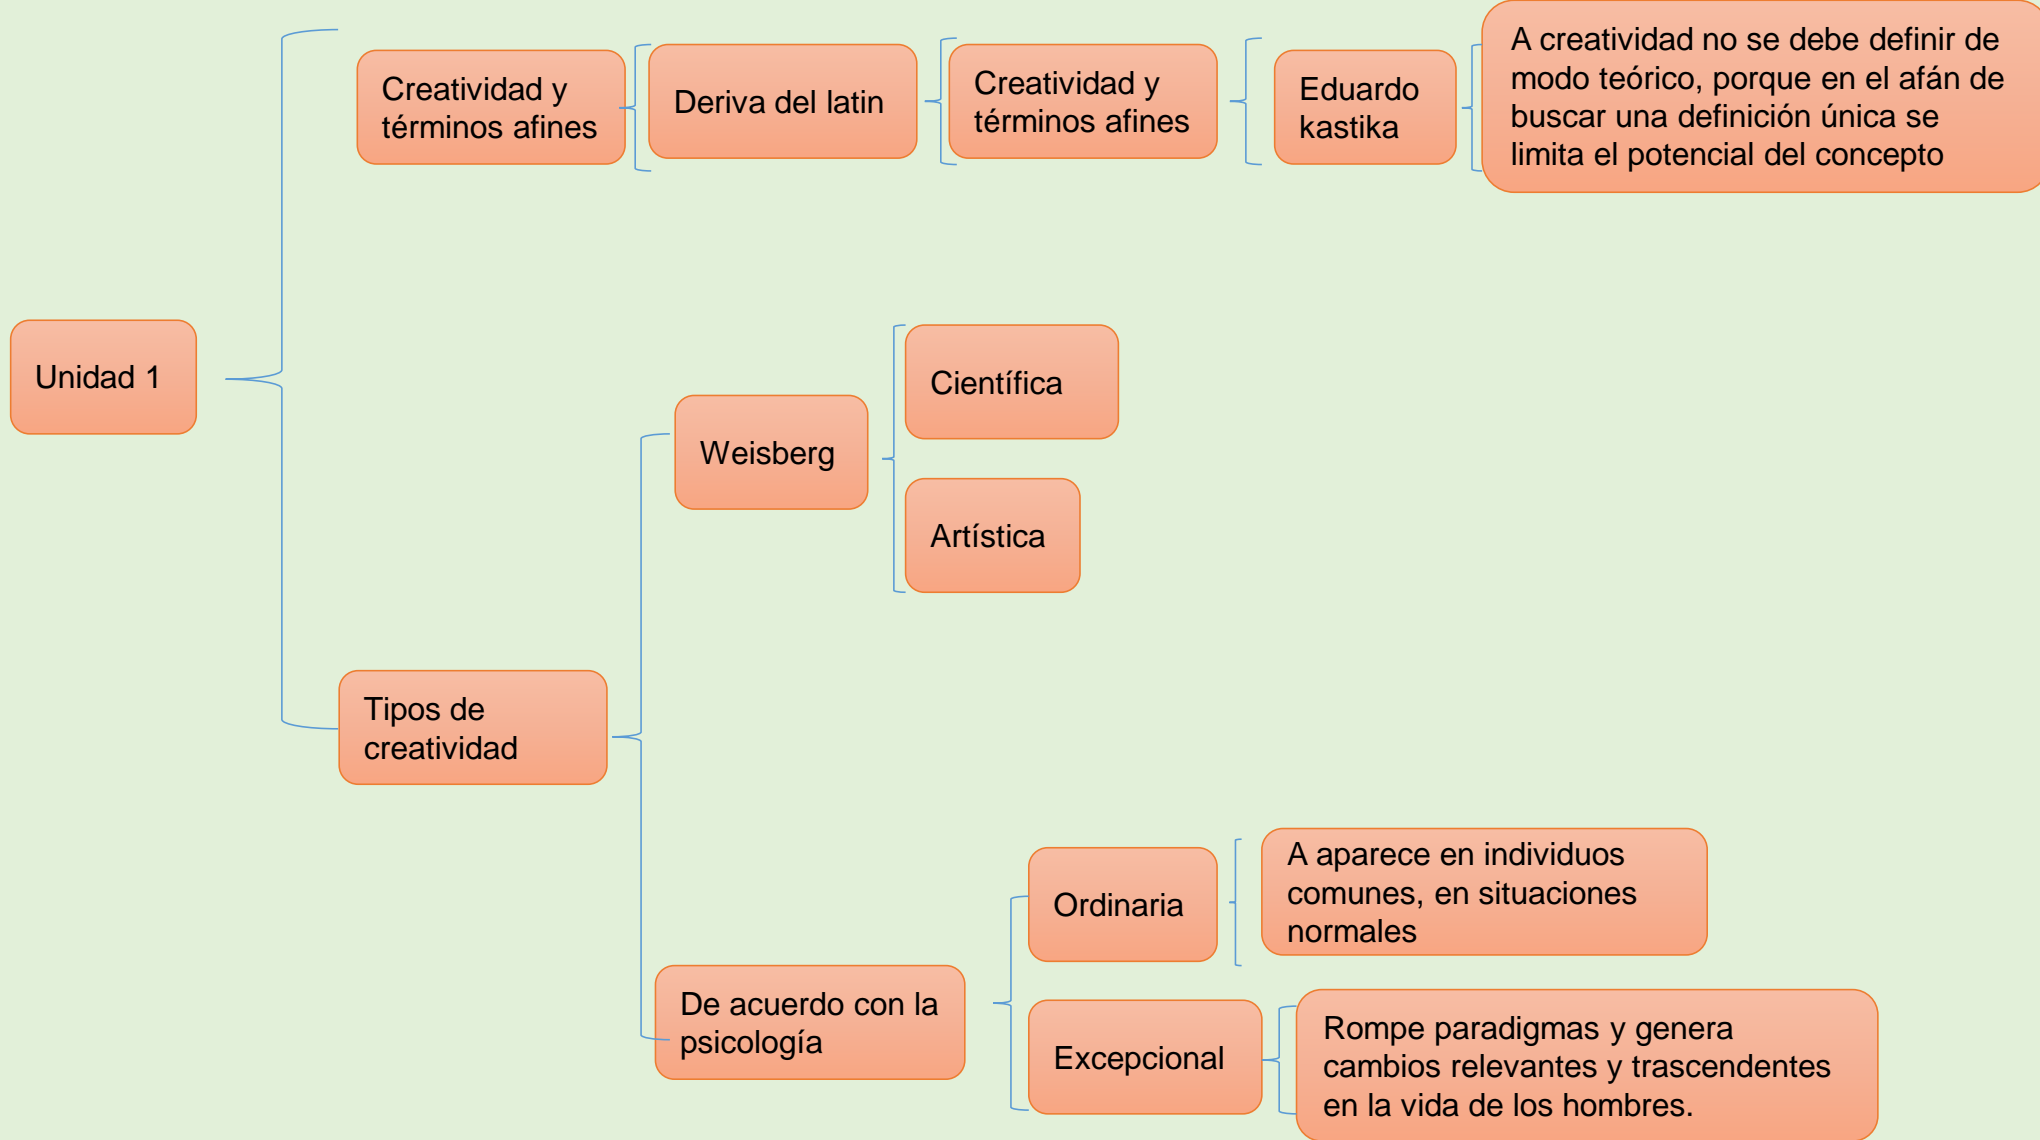 Unidad 1
Creatividad y
términos afines
Deriva del latin
Creatividad y
términos afines
Eduardo
kastika
A creatividad no se debe definir de
modo teórico, porque en el afán de
buscar una definición única se
limita el potencial del concepto
Tipos de
creatividad
Weisberg
Científica
Artística
De acuerdo con la
psicología
Ordinaria
A aparece en individuos
comunes, en situaciones
normales
Excepcional
Rompe paradigmas y genera
cambios relevantes y trascendentes
en la vida de los hombres.